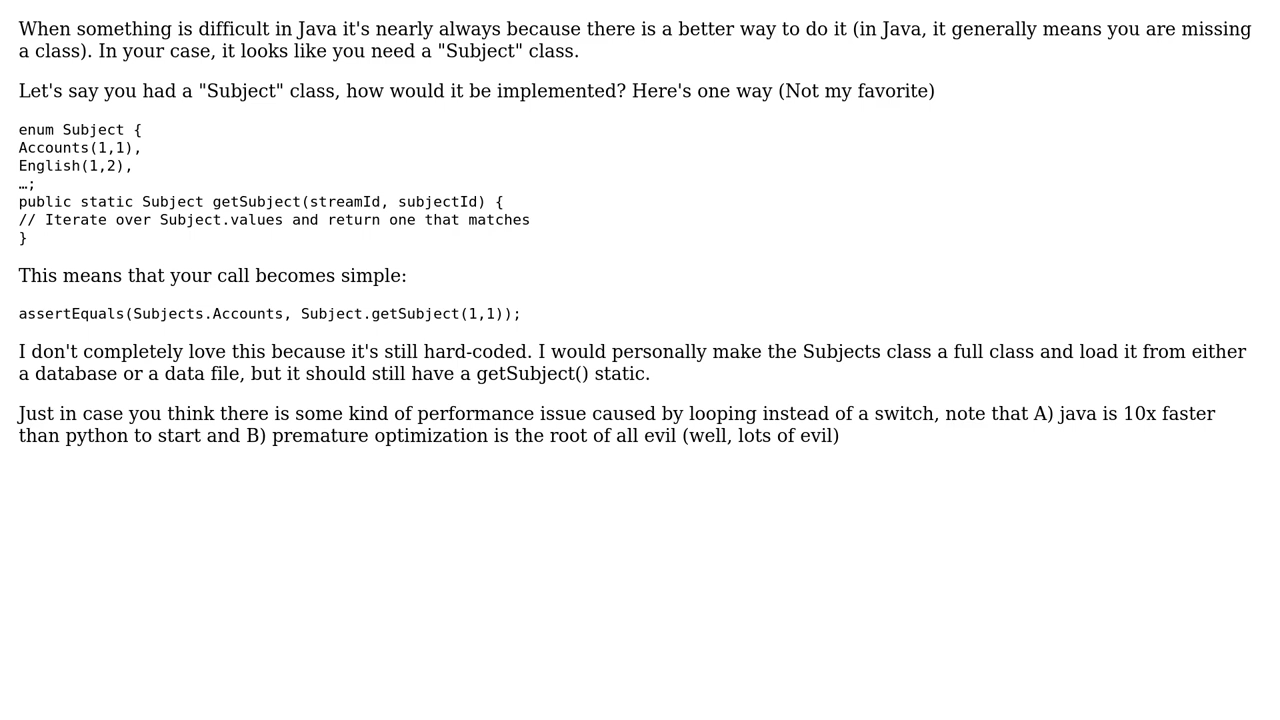 When something is difficult in Java it's nearly always because there is a better way to do it (in Java, it generally means you are missing
a class). In your case, it looks like you need a "Subject" class.
Let's say you had a "Subject" class, how would it be implemented? Here's one way (Not my favorite)
enum Subject {
Accounts(1,1),
English(1,2),
…;
public static Subject getSubject(streamId, subjectId) {
// Iterate over Subject.values and return one that matches
}
This means that your call becomes simple:
assertEquals(Subjects.Accounts, Subject.getSubject(1,1));
I don't completely love this because it's still hard-coded. I would personally make the Subjects class a full class and load it from either
a database or a data file, but it should still have a getSubject() static.
Just in case you think there is some kind of performance issue caused by looping instead of a switch, note that A) java is 10x faster
than python to start and B) premature optimization is the root of all evil (well, lots of evil)